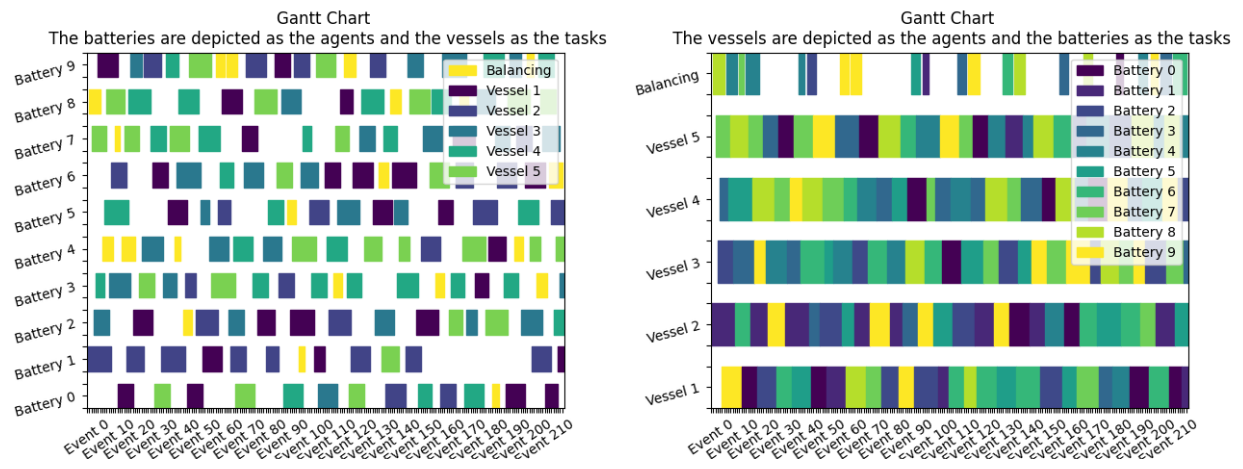 Gantt Chart
The batteries are depicted as the agents and the vessels as the tasks
Battery 9
Battery 8
Battery 7
Battery 6
Battery 5
Battery 4
Battery 3
Battery 2
Battery 1
Battery 0
Balancing
Vessel 1
Vessel 2
Vessel 3
Vessel 4
Vessel 5
Event 0
Event 10
Event 20
Event 30
Event 40
Event 50
Event 60
Event 70
Event 80
Event 90
Event 100
Event 110
Event 120
Event 130
Event 140
Event 150
Event 160
Event 170
Event 180
Event 190
Event 200
Event 210
Gantt Chart
The vessels are depicted as the agents and the batteries as the tasks
Balancing
Vessel 5
Vessel 4
Vessel 3
Vessel 2
Vessel 1
Battery 0
Battery 1
Battery 2
Battery 3
Battery 4
Battery 5
Battery 6
Battery 7
Battery 8
Battery 9
Event 0
Event 10
Event 20
Event 30
Event 40
Event 50
Event 60
Event 70
Event 80
Event 90
Event 100
Event 110
Event 120
Event 130
Event 140
Event 150
Event 160
Event 170
Event 180
Event 190
Event 200
Event 210